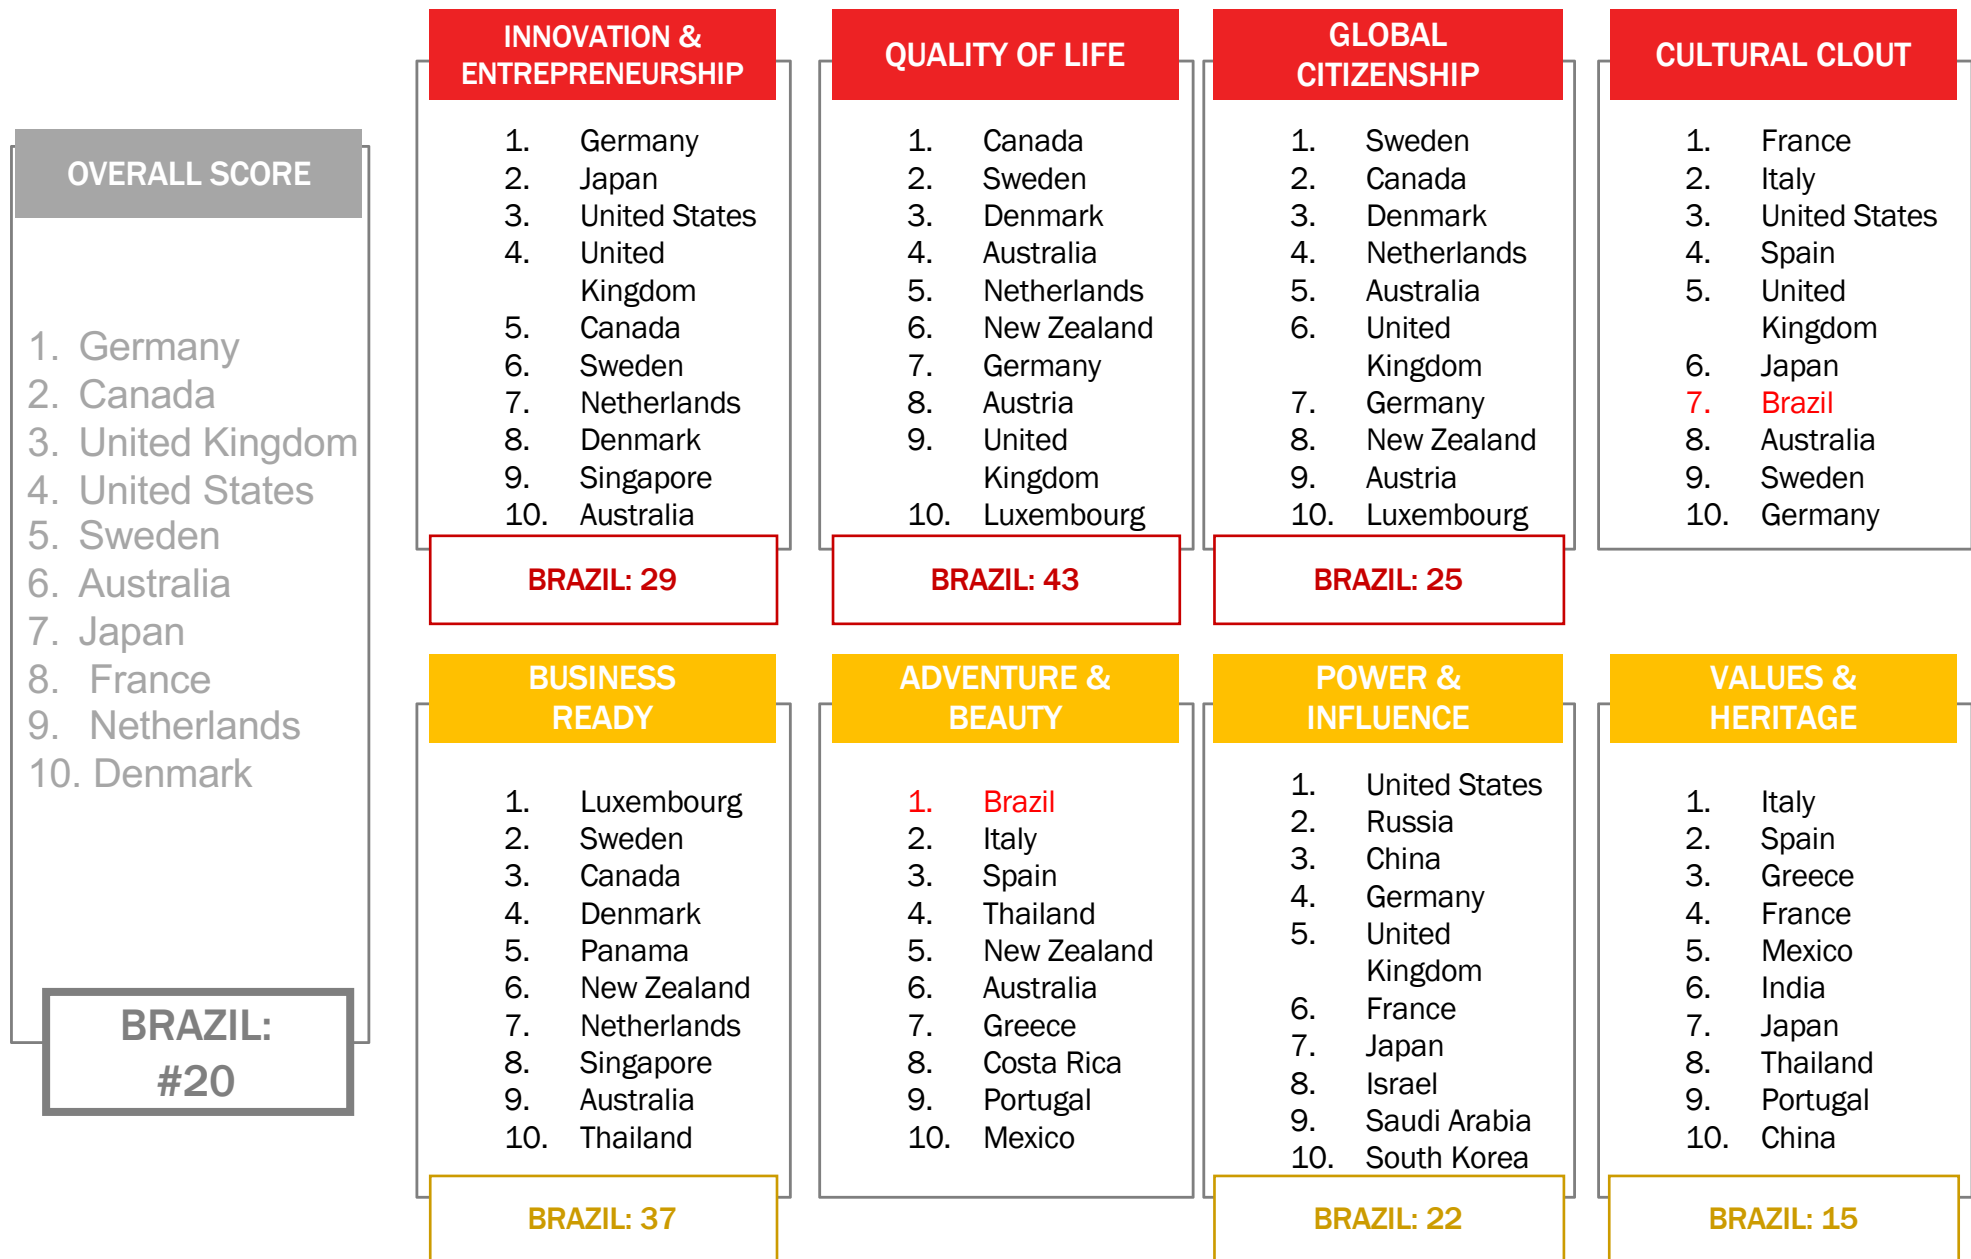 OVERALL SCORE
1. Germany
2. Canada
3. United Kingdom
4. United States
5. Sweden
6. Australia
7. Japan
8. France
9. Netherlands
10. Denmark
BRAZIL:
#20
INNOVATION &
ENTREPRENEURSHIP
1. Germany
2. Japan
3. United States
4. United
Kingdom
5. Canada
6. Sweden
7. Netherlands
8. Denmark
9. Singapore
10. Australia
BRAZIL: 29
QUALITY OF LIFE
1. Canada
2. Sweden
3. Denmark
4. Australia
5. Netherlands
6. New Zealand
7. Germany
8. Austria
9. United
Kingdom
10. Luxembourg
BRAZIL: 43
GLOBAL
CITIZENSHIP
1. Sweden
2. Canada
3. Denmark
4. Netherlands
5. Australia
6. United
Kingdom
7. Germany
8. New Zealand
9. Austria
10. Luxembourg
BRAZIL: 25
CULTURAL CLOUT
1. France
2. Italy
3. United States
4. Spain
5. United
Kingdom
6. Japan
7. Brazil
8. Australia
9. Sweden
10. Germany
BUSINESS
READY
1. Luxembourg
2. Sweden
3. Canada
4. Denmark
5. Panama
6. New Zealand
7. Netherlands
8. Singapore
9. Australia
10. Thailand
BRAZIL: 37
ADVENTURE &
BEAUTY
1. Brazil
2. Italy
3. Spain
4. Thailand
5. New Zealand
6. Australia
7. Greece
8. Costa Rica
9. Portugal
10. Mexico
POWER &
INFLUENCE
1. United States
2. Russia
3. China
4. Germany
5. United
Kingdom
6. France
7. Japan
8. Israel
9. Saudi Arabia
10. South Korea
BRAZIL: 22
VALUES &
HERITAGE
1. Italy
2. Spain
3. Greece
4. France
5. Mexico
6. India
7. Japan
8. Thailand
9. Portugal
10. China
BRAZIL: 15